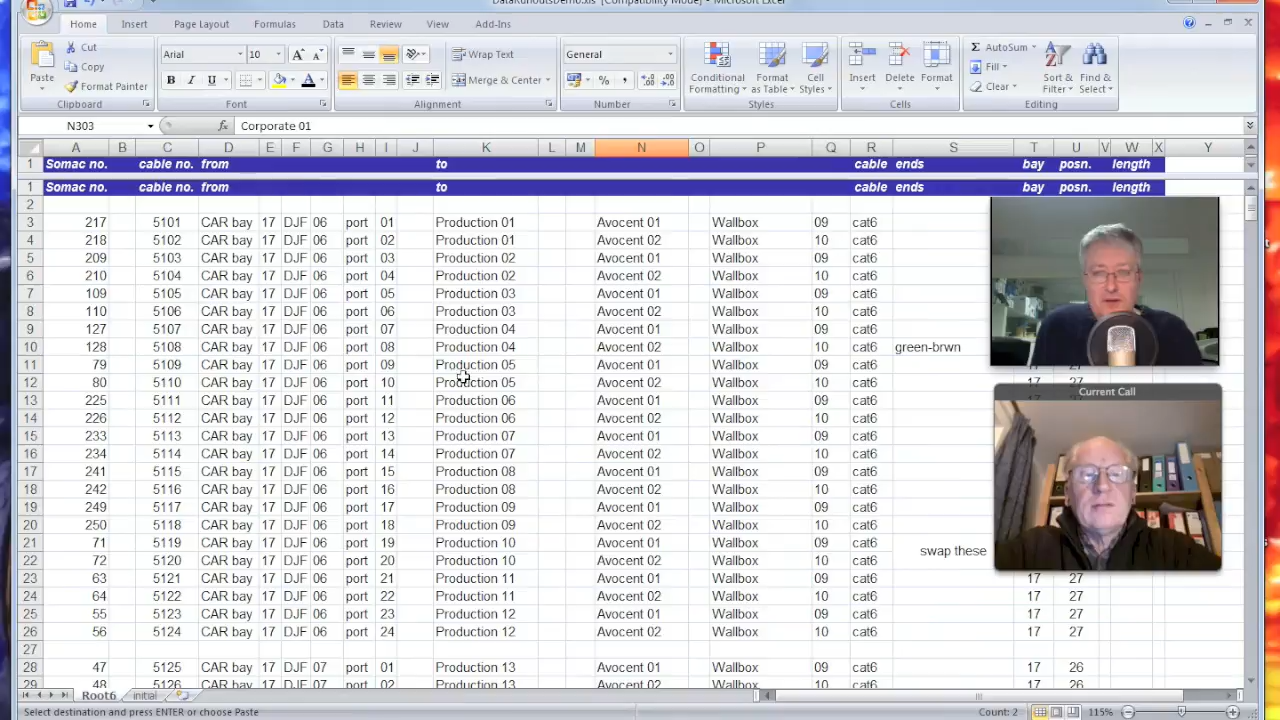 DataRunoutsDemo.xls [Compatibility Mode] - Microsoft Excel
Home Insert Page Layout Formulas Data Review View Add-Ins
Paste Cut Arial 10 Wrap Text General Conditional Formatting Format as Table Cell Styles Insert Delete Format AutoSum Fill Clear Sort & Filter Find & Select
Copy
Format Painter B I U Merge & Center % ,
Clipboard Font Alignment Number Styles Cells Editing
N303 fx Corporate 01
A B C D E F G H I J K L M N O P Q R S T U V W X Y
1 Somac no. cable no. from to cable ends bay posn. length
1 Somac no. cable no. from to cable ends bay posn. length
2
3 217 5101 CAR bay 17 DJF 06 port 01 Production 01 Avocent 01 Wallbox 09 cat6
4 218 5102 CAR bay 17 DJF 06 port 02 Production 01 Avocent 02 Wallbox 10 cat6
5 209 5103 CAR bay 17 DJF 06 port 03 Production 02 Avocent 01 Wallbox 09 cat6
6 210 5104 CAR bay 17 DJF 06 port 04 Production 02 Avocent 02 Wallbox 10 cat6
7 109 5105 CAR bay 17 DJF 06 port 05 Production 03 Avocent 01 Wallbox 09 cat6
8 110 5106 CAR bay 17 DJF 06 port 06 Production 03 Avocent 02 Wallbox 10 cat6
9 127 5107 CAR bay 17 DJF 06 port 07 Production 04 Avocent 01 Wallbox 09 cat6
10 128 5108 CAR bay 17 DJF 06 port 08 Production 04 Avocent 02 Wallbox 10 cat6 green-brwn
11 79 5109 CAR bay 17 DJF 06 port 09 Production 05 Avocent 01 Wallbox 09 cat6 17 27
12 80 5110 CAR bay 17 DJF 06 port 10 Production 05 Avocent 02 Wallbox 10 cat6 17 27
Current Call
13 225 5111 CAR bay 17 DJF 06 port 11 Production 06 Avocent 01 Wallbox 09 cat6
14 226 5112 CAR bay 17 DJF 06 port 12 Production 06 Avocent 02 Wallbox 10 cat6
15 233 5113 CAR bay 17 DJF 06 port 13 Production 07 Avocent 01 Wallbox 09 cat6
16 234 5114 CAR bay 17 DJF 06 port 14 Production 07 Avocent 02 Wallbox 10 cat6
17 241 5115 CAR bay 17 DJF 06 port 15 Production 08 Avocent 01 Wallbox 09 cat6
18 242 5116 CAR bay 17 DJF 06 port 16 Production 08 Avocent 02 Wallbox 10 cat6
19 249 5117 CAR bay 17 DJF 06 port 17 Production 09 Avocent 01 Wallbox 09 cat6
20 250 5118 CAR bay 17 DJF 06 port 18 Production 09 Avocent 02 Wallbox 10 cat6
21 71 5119 CAR bay 17 DJF 06 port 19 Production 10 Avocent 01 Wallbox 09 cat6
swap these
22 72 5120 CAR bay 17 DJF 06 port 20 Production 10 Avocent 02 Wallbox 10 cat6
23 63 5121 CAR bay 17 DJF 06 port 21 Production 11 Avocent 01 Wallbox 09 cat6 17 27
24 64 5122 CAR bay 17 DJF 06 port 22 Production 11 Avocent 02 Wallbox 10 cat6 17 27
25 55 5123 CAR bay 17 DJF 06 port 23 Production 12 Avocent 01 Wallbox 09 cat6 17 27
26 56 5124 CAR bay 17 DJF 06 port 24 Production 12 Avocent 02 Wallbox 10 cat6 17 27
27
28 47 5125 CAR bay 17 DJF 07 port 01 Production 13 Avocent 01 Wallbox 09 cat6 17 26
29 48 5126 CAR bay 17 DJF 07 port 02 Production 13 Avocent 02 Wallbox 10 cat6 17 26
Root6 initial
Select destination and press ENTER or choose Paste Count: 2 115%